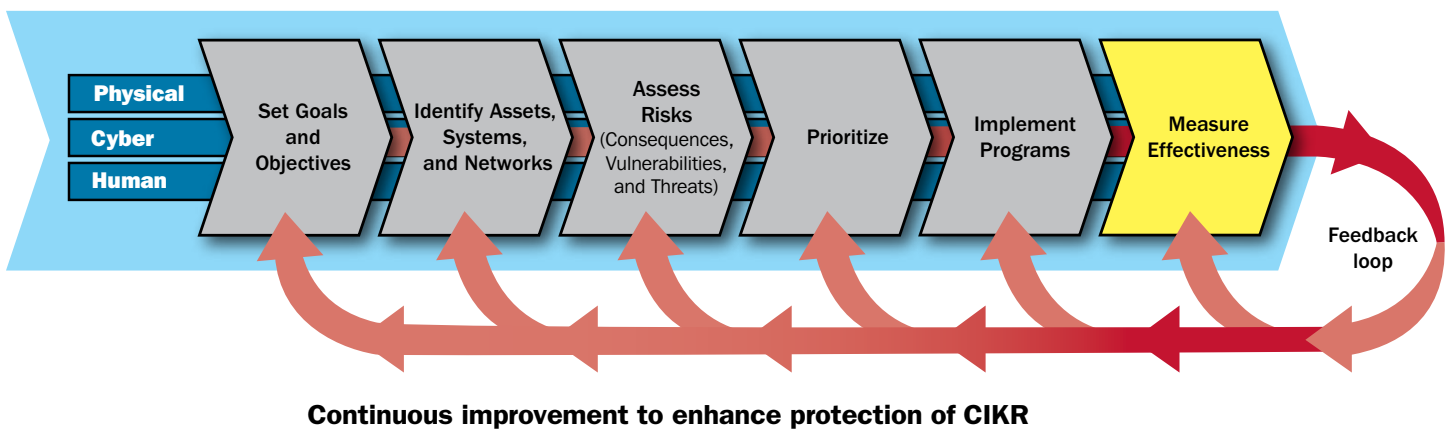 Physical
Cyber
Human
Set Goals
and
Objectives
Identify Assets,
Systems,
and Networks
Assess
Risks
(Consequences,
Vulnerabilities,
and Threats)
Prioritize
Implement
Programs
Measure
Effectiveness
Feedback
loop
Continuous improvement to enhance protection of CIKR